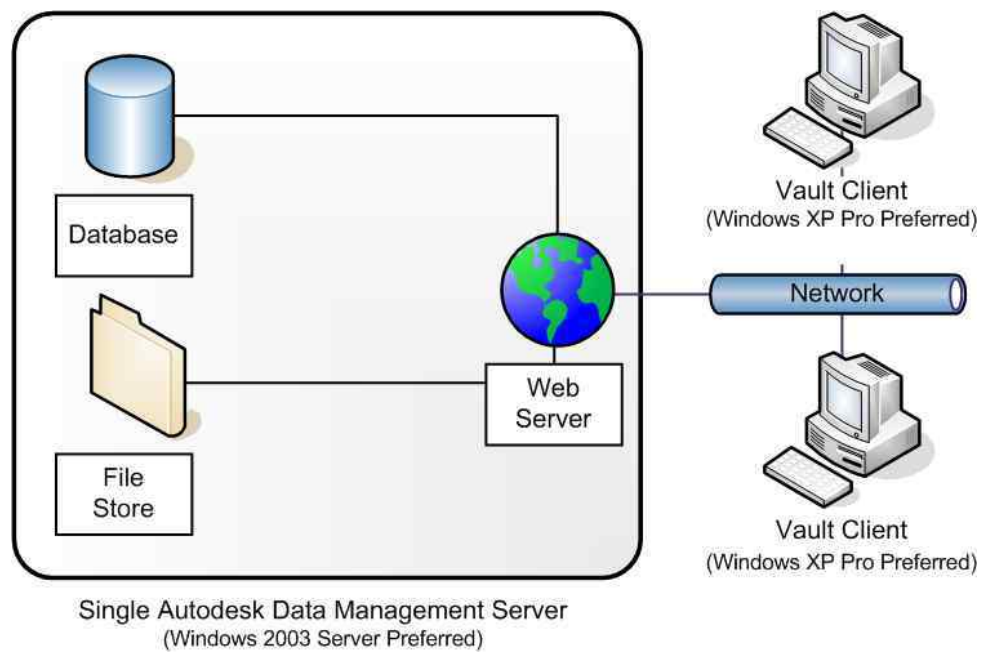 Database
File
Store
Web
Server
Single Autodesk Data Management Server
(Windows 2003 Server Preferred)
Vault Client
(Windows XP Pro Preferred)
Network
Vault Client
(Windows XP Pro Preferred)